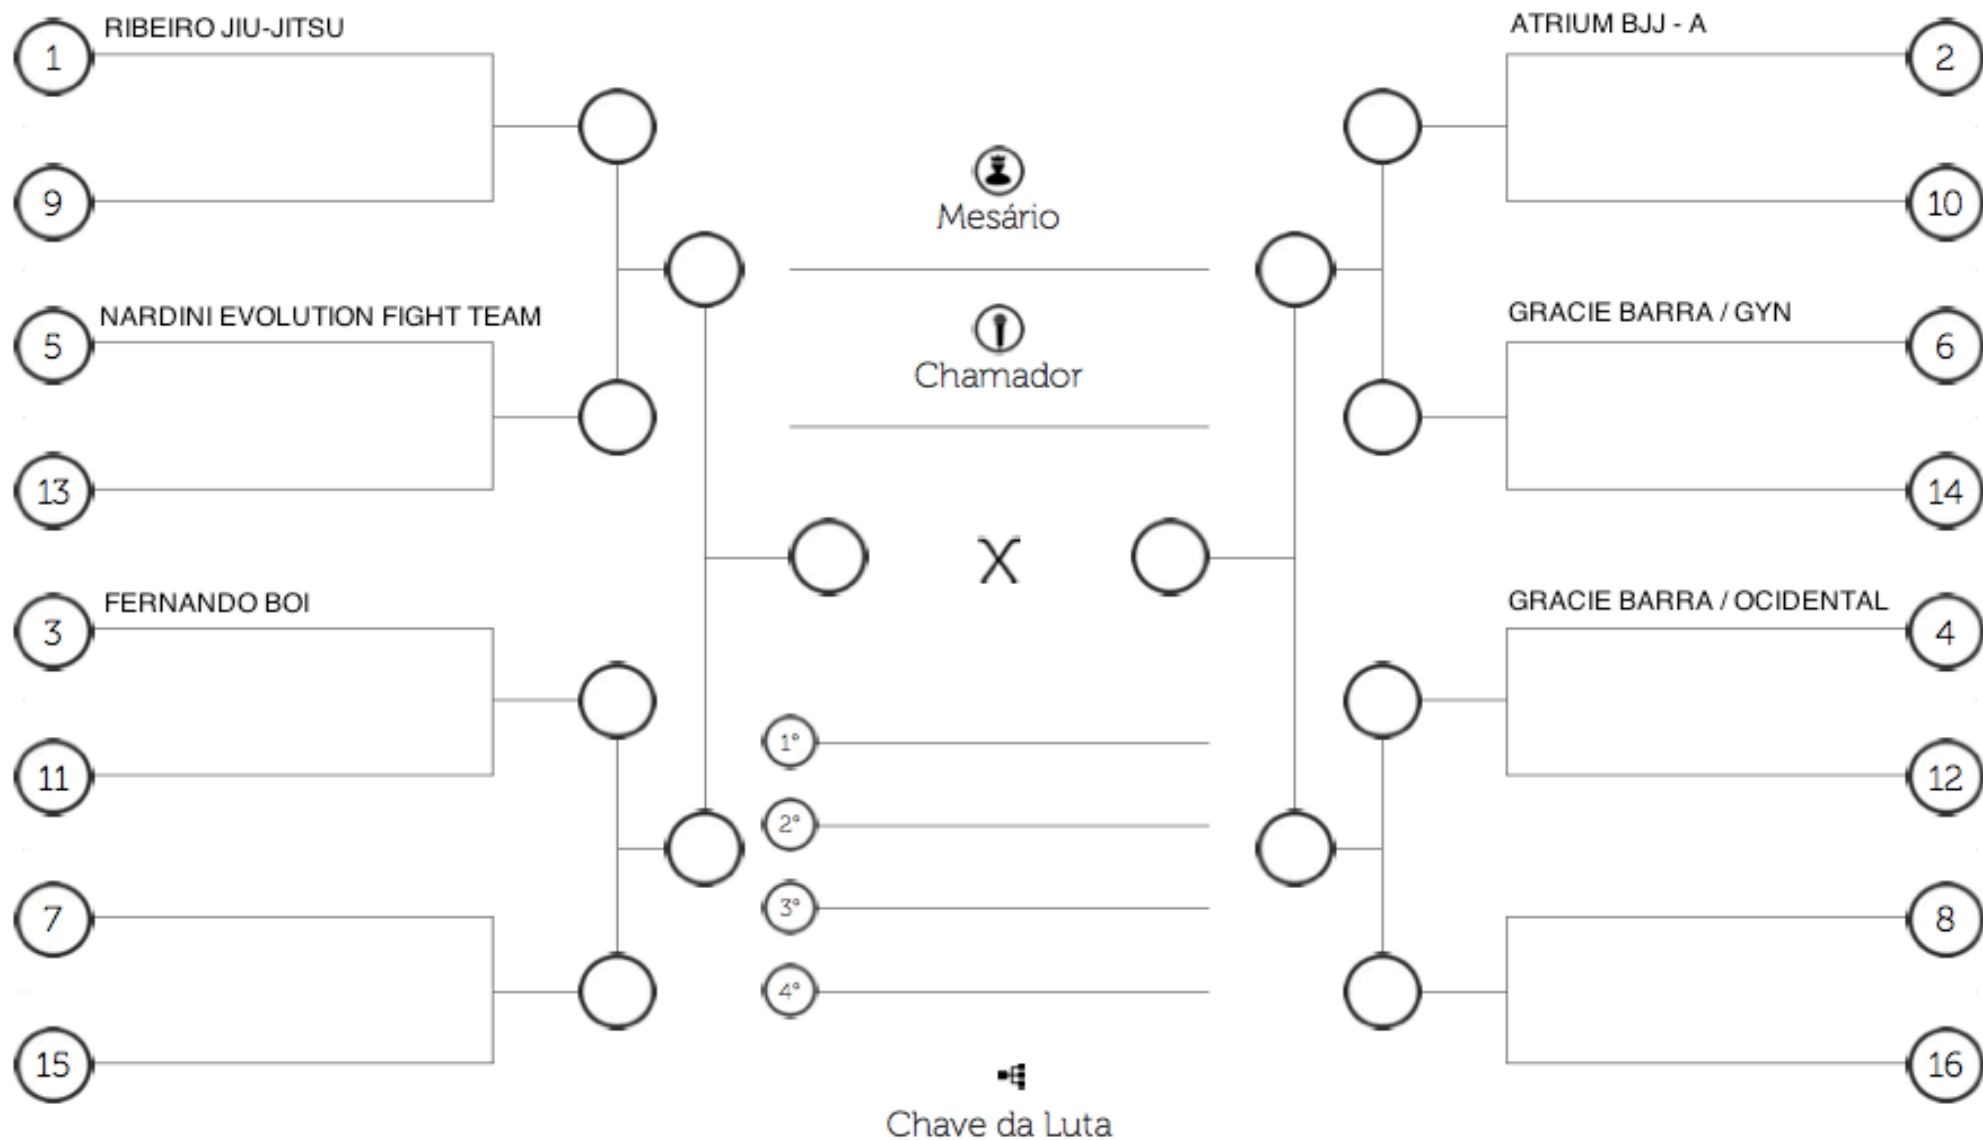 1
RIBEIRO JIU-JITSU
9
5
NARDINI EVOLUTION FIGHT TEAM
13
3
FERNANDO BOI
11
7
15
Mesário
Chamador
X
1°
2°
3°
4°
Chave da Luta
ATRIUM BJJ - A
2
10
GRACIE BARRA / GYN
6
14
GRACIE BARRA / OCIDENTAL
4
12
8
16